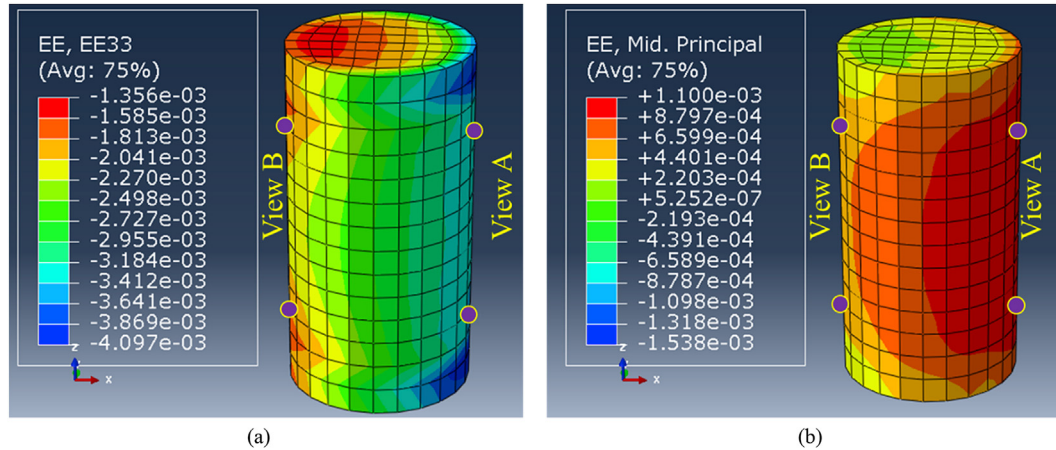 EE, EE33
(Avg: 75%)
-1.356e-03
-1.585e-03
-1.813e-03
-2.041e-03
-2.270e-03
-2.498e-03
-2.727e-03
-2.955e-03
-3.184e-03
-3.412e-03
-3.641e-03
-3.869e-03
-4.097e-03
z
x
View B
View A
(a)
EE, Mid. Principal
(Avg: 75%)
+1.100e-03
+8.797e-04
+6.599e-04
+4.401e-04
+2.203e-04
+5.252e-07
-2.193e-04
-4.391e-04
-6.589e-04
-8.787e-04
-1.098e-03
-1.318e-03
-1.538e-03
z
x
View B
View A
(b)